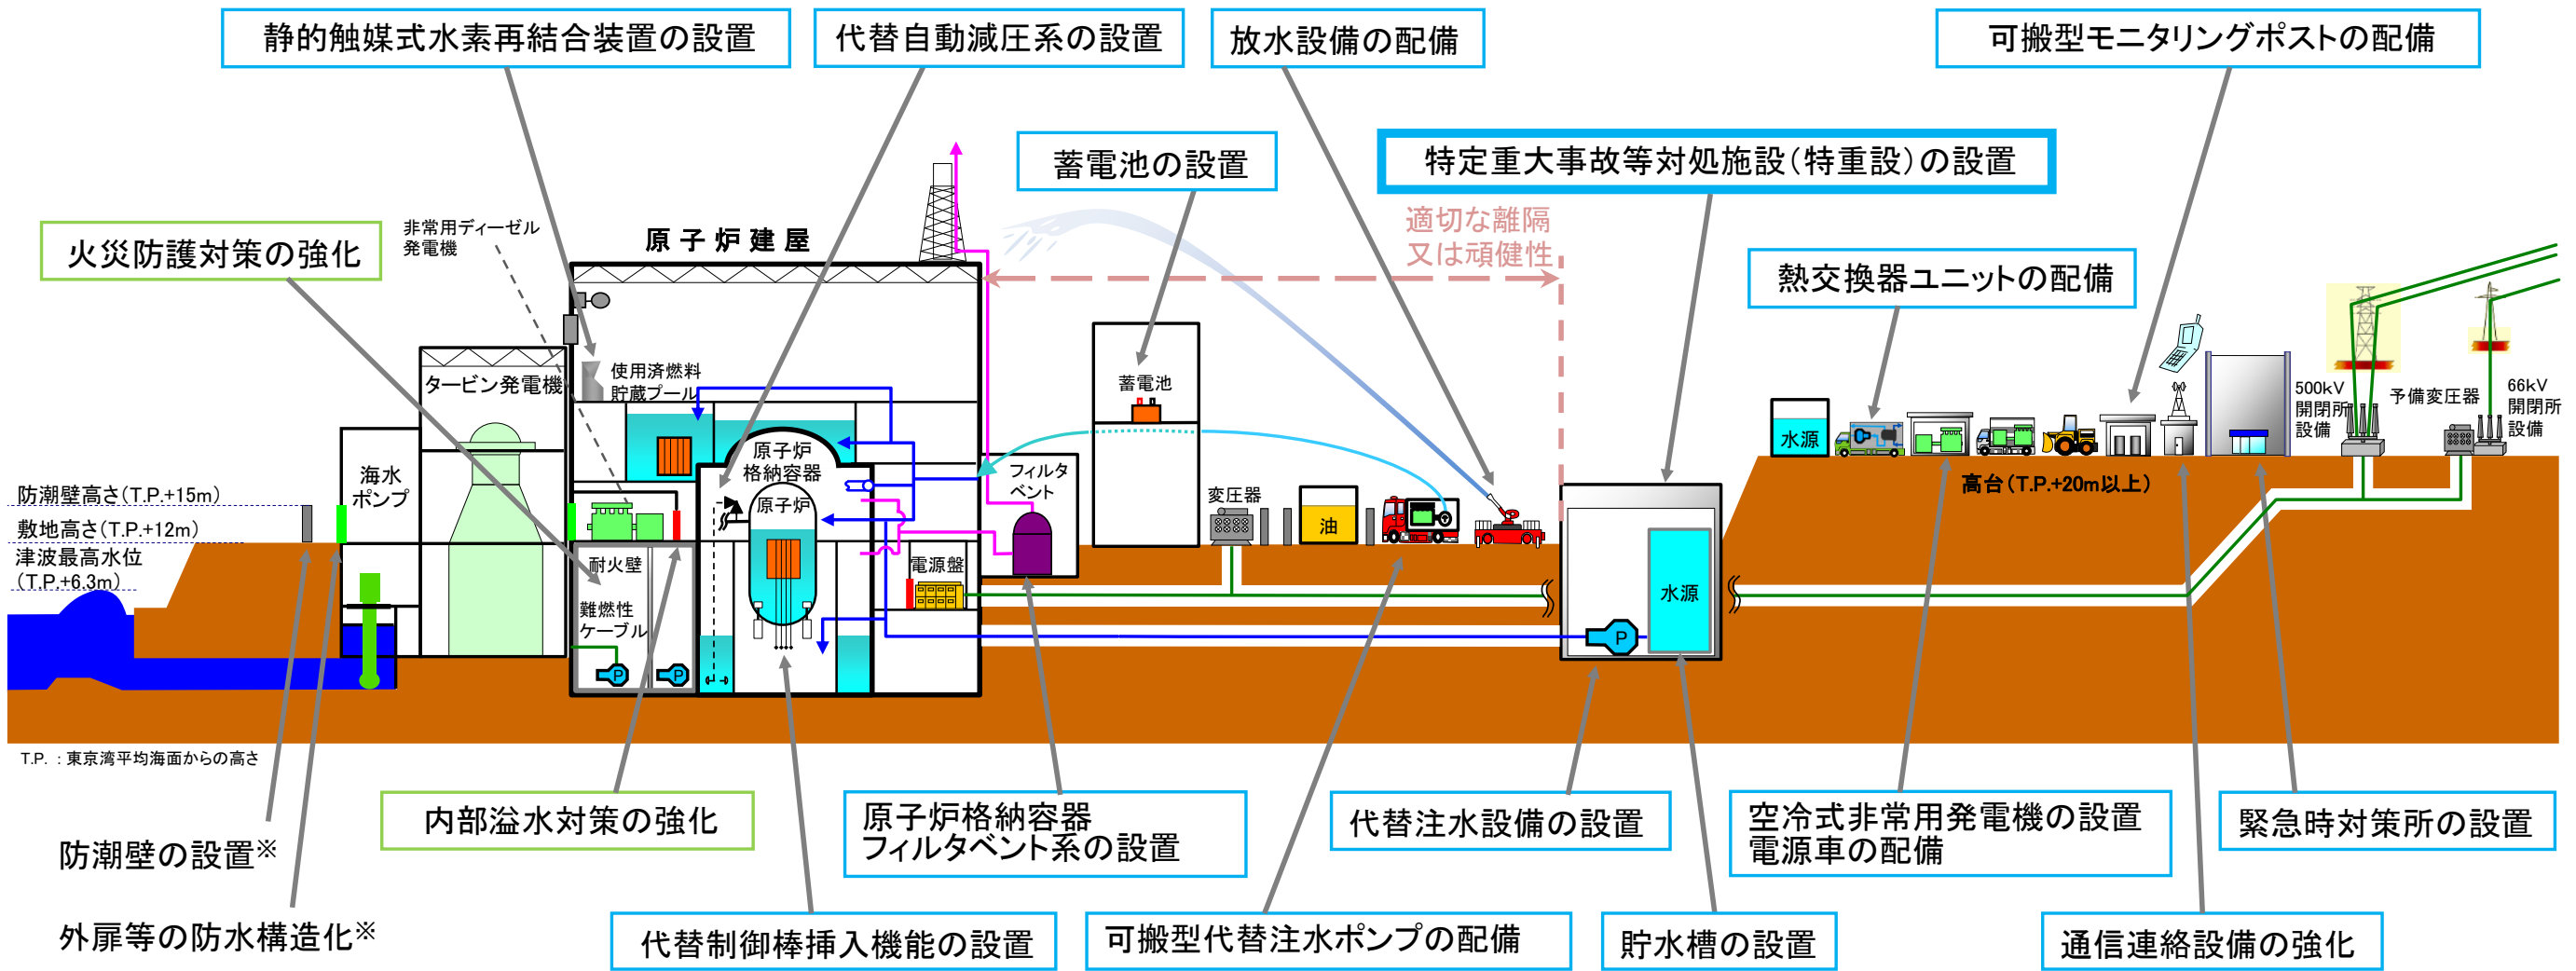 静的触媒式水素再結合装置の設置
代替自動減圧系の設置
放水設備の配備
可搬型モニタリングポストの配備
蓄電池の設置
特定重大事故等対処施設(特重設)の設置
火災防護対策の強化
非常用ディーゼル
発電機
原子炉建屋
適切な離隔
又は頑健性
熱交換器ユニットの配備
タービン発電機
使用済燃料
貯蔵プール
蓄電池
500kV
開閉所
設備
予備変圧器
66kV
開閉所
設備
水源
原子炉
格納容器
原子炉
フィルタ
ベント
海水
ポンプ
変圧器
油
高台(T.P.+20m以上)
防潮壁高さ(T.P.+15m)
敷地高さ(T.P.+12m)
津波最高水位
(T.P.+6.3m)
耐火壁
難燃性
ケーブル
電源盤
水源
P
P
P
T.P. :東京湾平均海面からの高さ
内部溢水対策の強化
原子炉格納容器
フィルタベント系の設置
代替注水設備の設置
空冷式非常用発電機の設置
電源車の配備
緊急時対策所の設置
防潮壁の設置※
外扉等の防水構造化※
代替制御棒挿入機能の設置
可搬型代替注水ポンプの配備
貯水槽の設置
通信連絡設備の強化